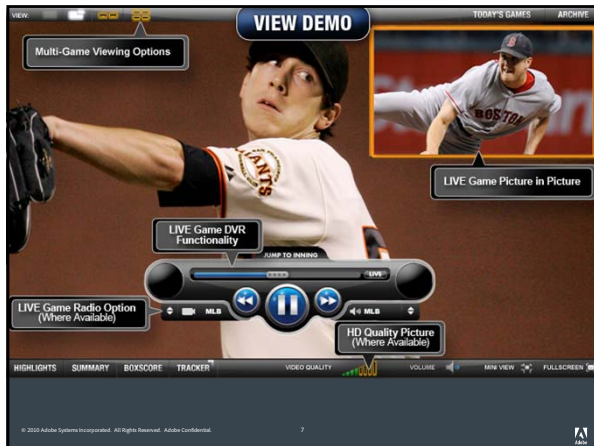 VIEW:
VIEW DEMO
TODAY'S GAMES
ARCHIVE
Multi-Game Viewing Options
GIANTS
BOSTON
LIVE Game Picture in Picture
LIVE Game DVR
Functionality
JUMP TO INNING
LIVE
LIVE Game Radio Option
(Where Available)
MLB
MLB
HD Quality Picture
(Where Available)
HIGHLIGHTS
SUMMARY
BOXSCORE
TRACKER
VIDEO QUALITY
VOLUME
MINI VIEW
FULLSCREEN
© 2010 Adobe Systems Incorporated. All Rights Reserved. Adobe Confidential.
7
Adobe